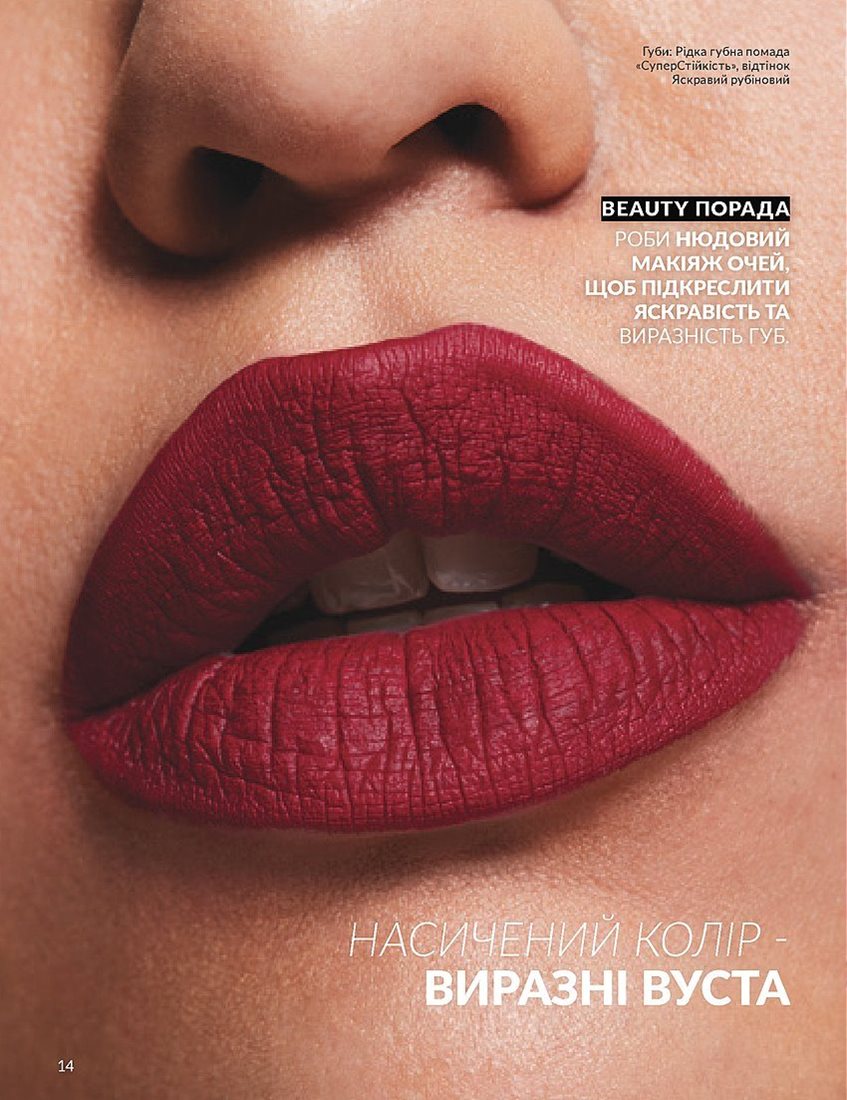 Губи: Рідка губна помада
«СуперСтійкість», відтінок
Яскравий рубіновий
BEAUTY ПОРАДА
РОБИ НЮДОВИЙ
МАКІЯЖ ОЧЕЙ,
ЩОБ ПІДКРЕСЛИТИ
ЯСКРАВІСТЬ ТА
ВИРАЗНІСТЬ ГУБ.
НАСИЧЕНИЙ КОЛІР -
ВИРАЗНІ ВУСТА
14